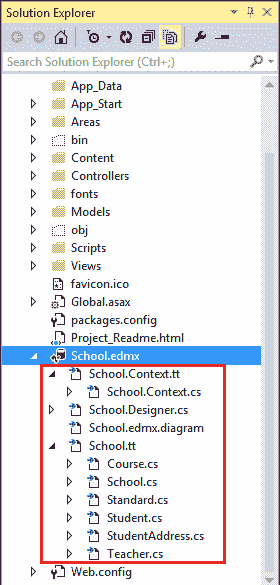 Solution Explorer
Search Solution Explorer (Ctrl+;)
App_Data
App_Start
Areas
bin
Content
Controllers
fonts
Models
obj
Scripts
Views
favicon.ico
Global.asax
packages.config
Project_Readme.html
School.edmx
School.Context.tt
School.Context.cs
School.Designer.cs
School.edmx.diagram
School.tt
Course.cs
School.cs
Standard.cs
Student.cs
StudentAddress.cs
Teacher.cs
Web.config